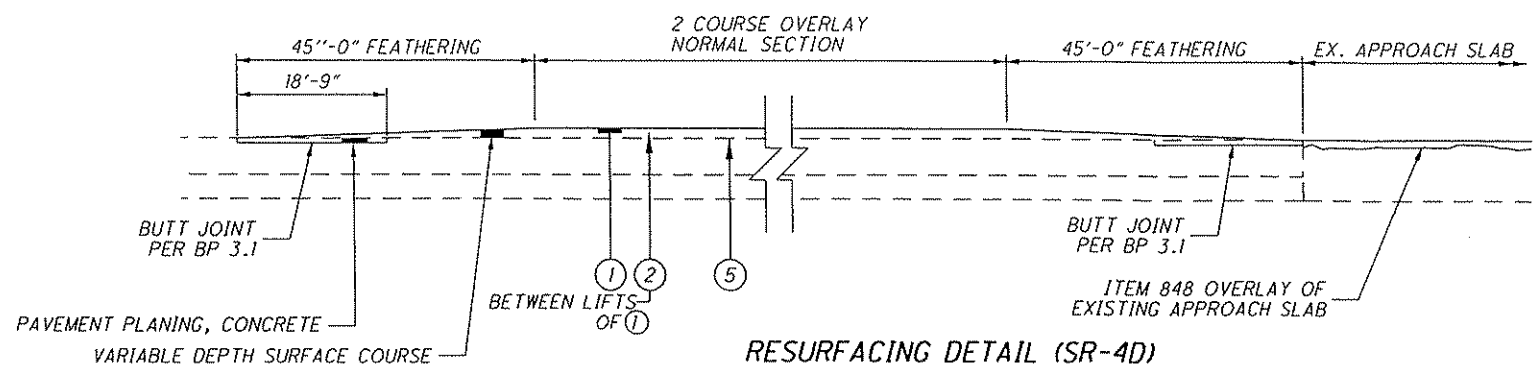 2 COURSE OVERLAY
NORMAL SECTION
45''-0" FEATHERING
45'-0" FEATHERING
EX. APPROACH SLAB
18'-9"
BUTT JOINT
PER BP 3.1
BUTT JOINT
PER BP 3.1
1
2
5
BETWEEN LIFTS
OF 1
ITEM 848 OVERLAY OF
EXISTING APPROACH SLAB
PAVEMENT PLANING, CONCRETE
VARIABLE DEPTH SURFACE COURSE
RESURFACING DETAIL (SR-4D)